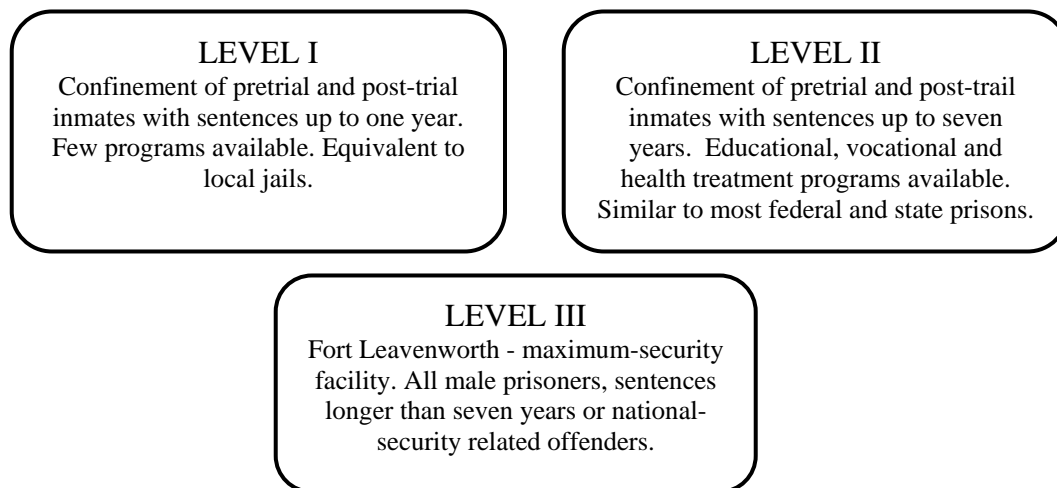 LEVEL I
Confinement of pretrial and post-trial
inmates with sentences up to one year.
Few programs available. Equivalent to
local jails.
LEVEL II
Confinement of pretrial and post-trail
inmates with sentences up to seven
years.  Educational, vocational and
health treatment programs available.
Similar to most federal and state prisons.
LEVEL III
Fort Leavenworth - maximum-security
facility. All male prisoners, sentences
longer than seven years or national-
security related offenders.